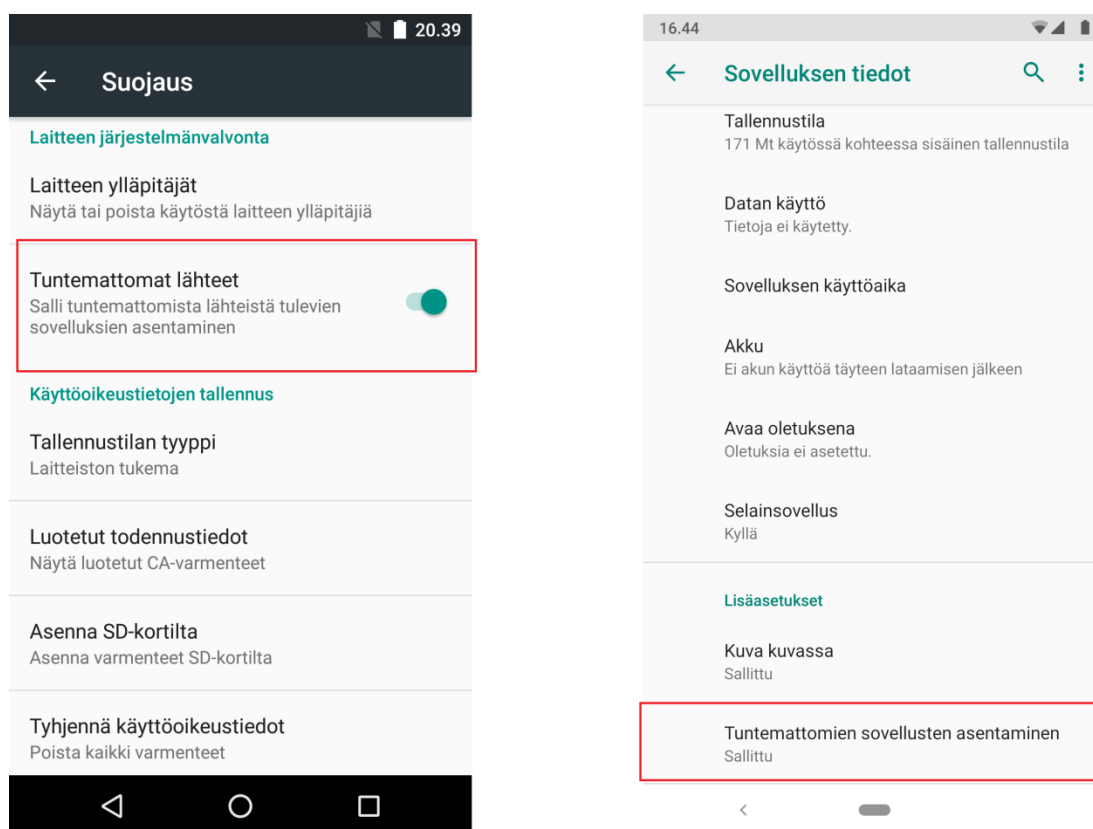 20.39
Suojaus
Laitteen järjestelmänvalvonta
Laitteen ylläpitäjät
Näytä tai poista käytöstä laitteen ylläpitäjiä
Tuntemattomat lähteet
Salli tuntemattomista lähteistä tulevien
sovelluksien asentaminen
Käyttöoikeustietojen tallennus
Tallennustilan tyyppi
Laitteiston tukema
Luotetut todennustiedot
Näytä luotetut CA-varmenteet
Asenna SD-kortilta
Asenna varmenteet SD-kortilta
Tyhjennä käyttöoikeustiedot
Poista kaikki varmenteet
16.44
Sovelluksen tiedot
Tallennustila
171 Mt käytössä kohteessa sisäinen tallennustila
Datan käyttö
Tietoja ei käytetty.
Sovelluksen käyttöaika
Akku
Ei akun käyttöä täyteen lataamisen jälkeen
Avaa oletuksena
Oletuksia ei asetettu.
Selainsovellus
Kyllä
Lisäasetukset
Kuva kuvassa
Sallittu
Tuntemattomien sovellusten asentaminen
Sallittu